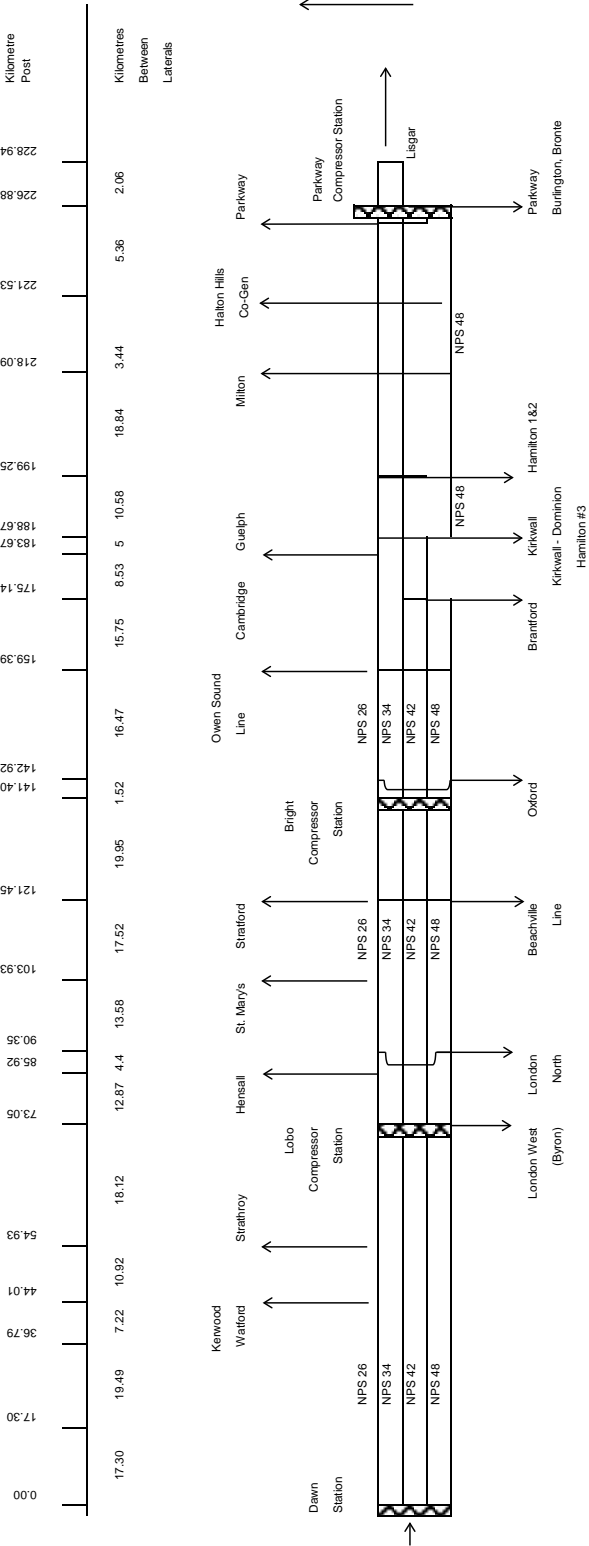 Kilometre
Post
228.94
226.88
221.53
218.09
199.25
188.67
183.67
175.14
159.39
142.92
141.40
121.45
103.93
90.35
85.92
73.05
54.93
44.01
36.79
17.30
0.00
Kilometres
Between
Laterals
2.06
5.36
3.44
18.84
10.58
5
8.53
15.75
16.47
1.52
19.95
17.52
13.58
4.4
12.87
18.12
10.92
7.22
19.49
17.30
Parkway
Halton Hills
Co-Gen
Milton
Guelph
Cambridge
Owen Sound
Line
Stratford
St. Mary's
Hensall
Strathroy
Kerwood
Watford
Parkway
Compressor Station
Bright
Compressor
Station
Lobo
Compressor
Station
Dawn
Station
Lisgar
NPS 26
NPS 34
NPS 42
NPS 48
NPS 26
NPS 34
NPS 42
NPS 48
NPS 26
NPS 34
NPS 42
NPS 48
NPS 48
NPS 48
Parkway
Burlington, Bronte
Hamilton 1&2
Kirkwall
Kirkwall - Dominion
Hamilton #3
Brantford
Oxford
Beachville
Line
London
North
London West
(Byron)